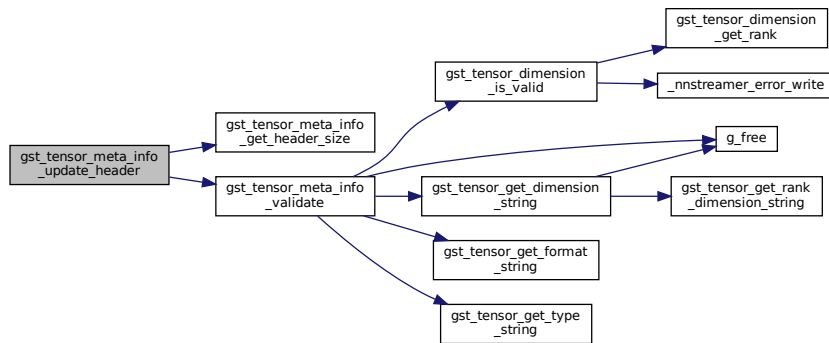 gst_tensor_meta_info
_update_header
gst_tensor_meta_info
_get_header_size
gst_tensor_meta_info
_validate
gst_tensor_dimension
_is_valid
gst_tensor_get_dimension
_string
gst_tensor_get_format
_string
gst_tensor_get_type
_string
gst_tensor_dimension
_get_rank
_nnstreamer_error_write
g_free
gst_tensor_get_rank
_dimension_string